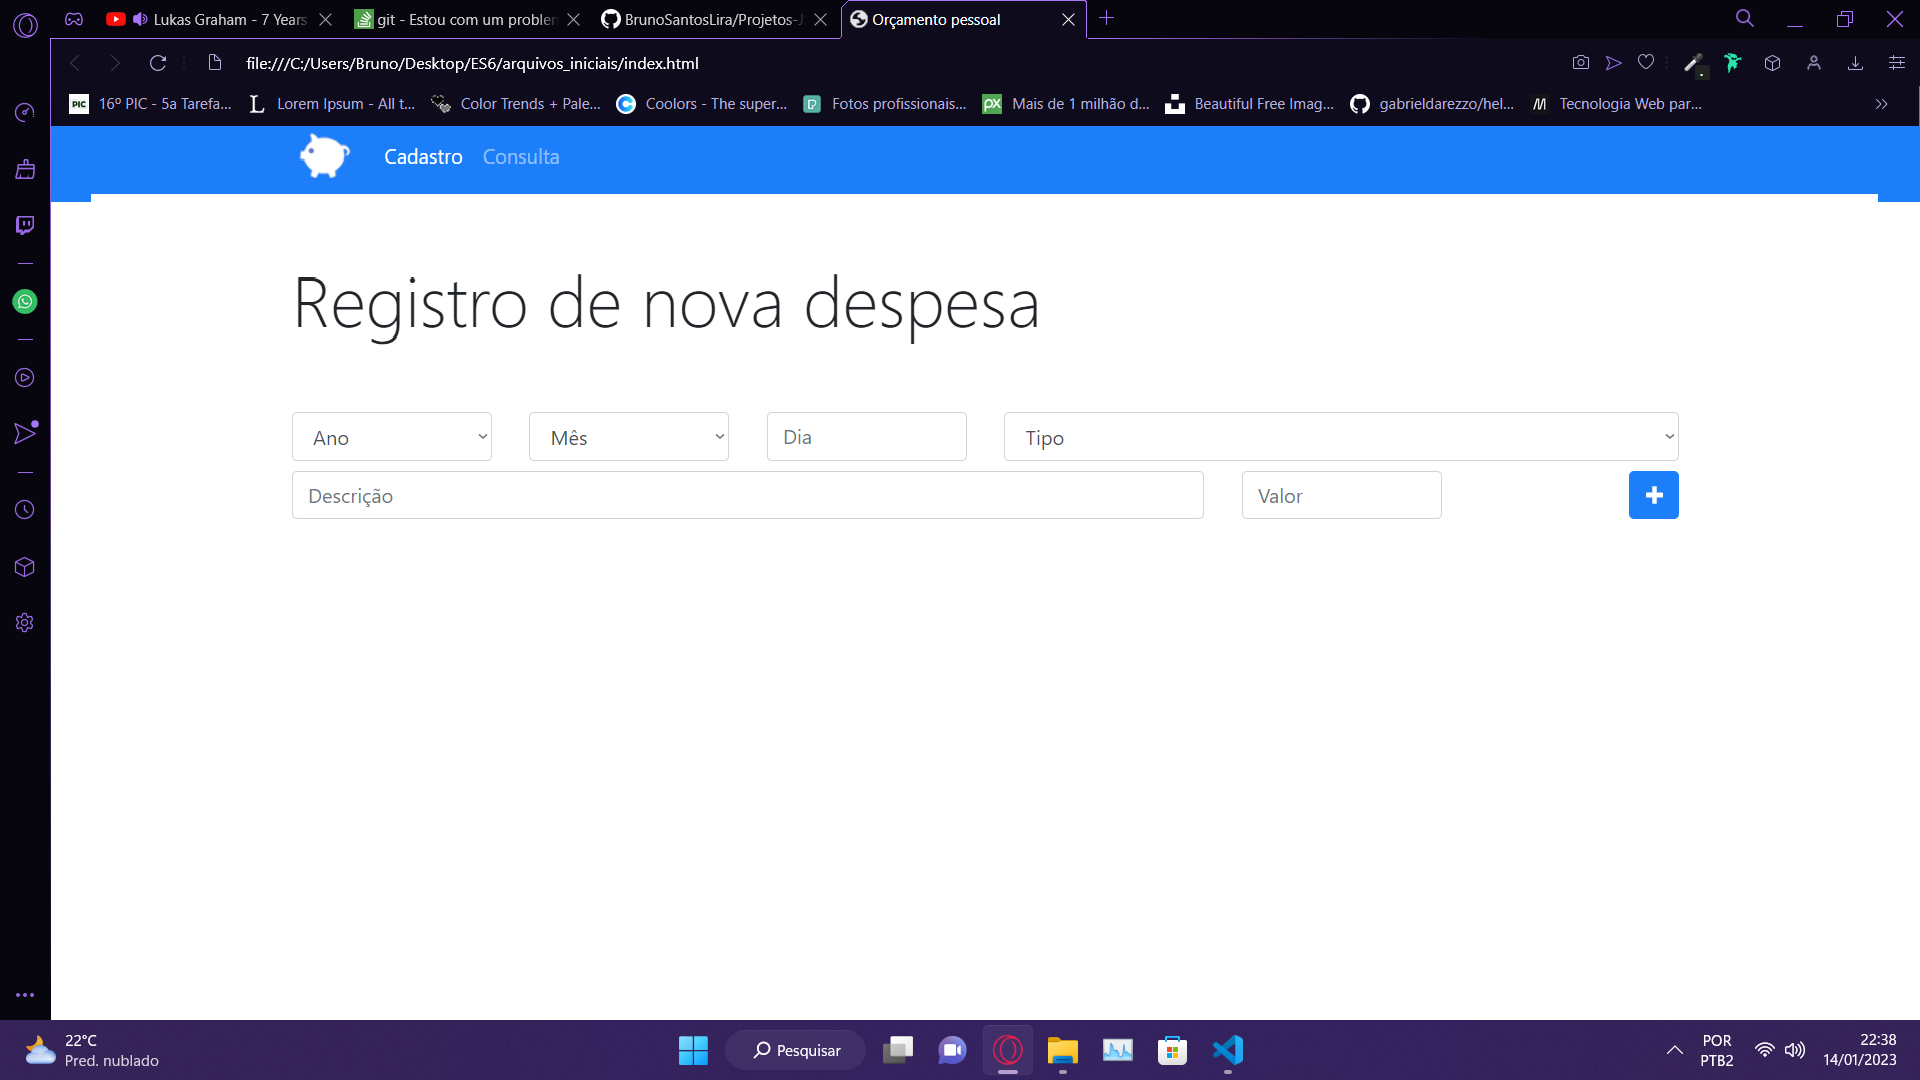 Lukas Graham - 7 Years
git - Estou com um problem
BrunoSantosLira/Projetos-J
Orçamento pessoal
file:///C:/Users/Bruno/Desktop/ES6/arquivos_iniciais/index.html
PIC 16º PIC - 5a Tarefa...
L Lorem Ipsum - All t...
Color Trends + Pale...
Coolors - The super...
Fotos profissionais...
px Mais de 1 milhão d...
Beautiful Free Imag...
gabrieldarezzo/hel...
Tecnologia Web par...
Cadastro Consulta
Registro de nova despesa
Ano Mês Dia Tipo
Descrição Valor
22°C
Pred. nublado
Pesquisar
POR
PTB2
22:38
14/01/2023